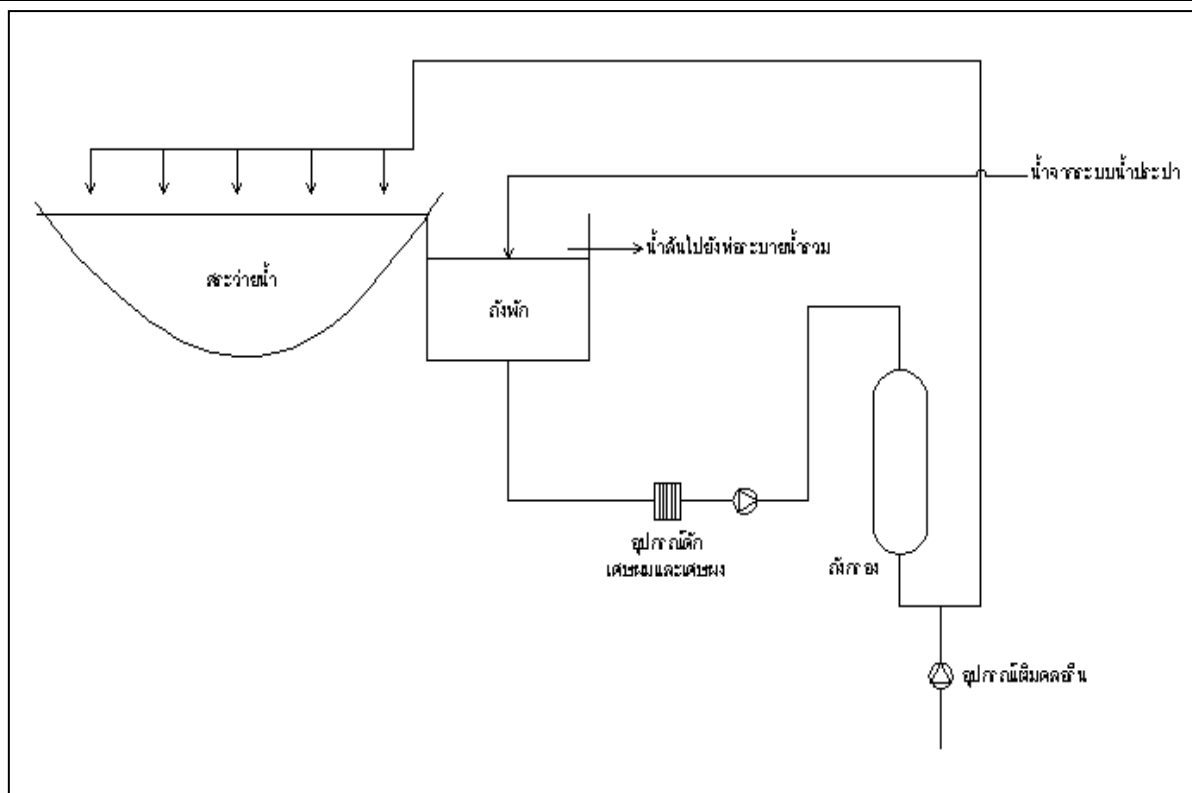 น้ำจากระบบน้ำประปา
น้ำล้นไปยังท่อระบายน้ำรวม
สระว่ายน้ำ
ถังพัก
อุปกรณ์ดัก
เศษผมและเศษผง
ถังกรอง
อุปกรณ์เติมคลอรีน